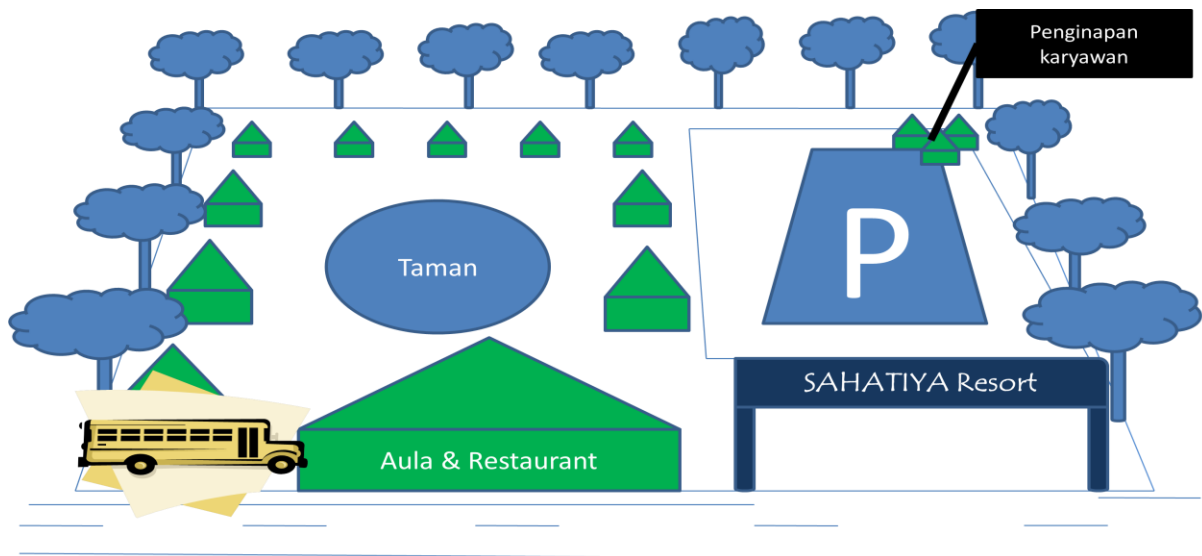 Penginapan
karyawan
Taman
P
SAHATIYA Resort
Aula & Restaurant